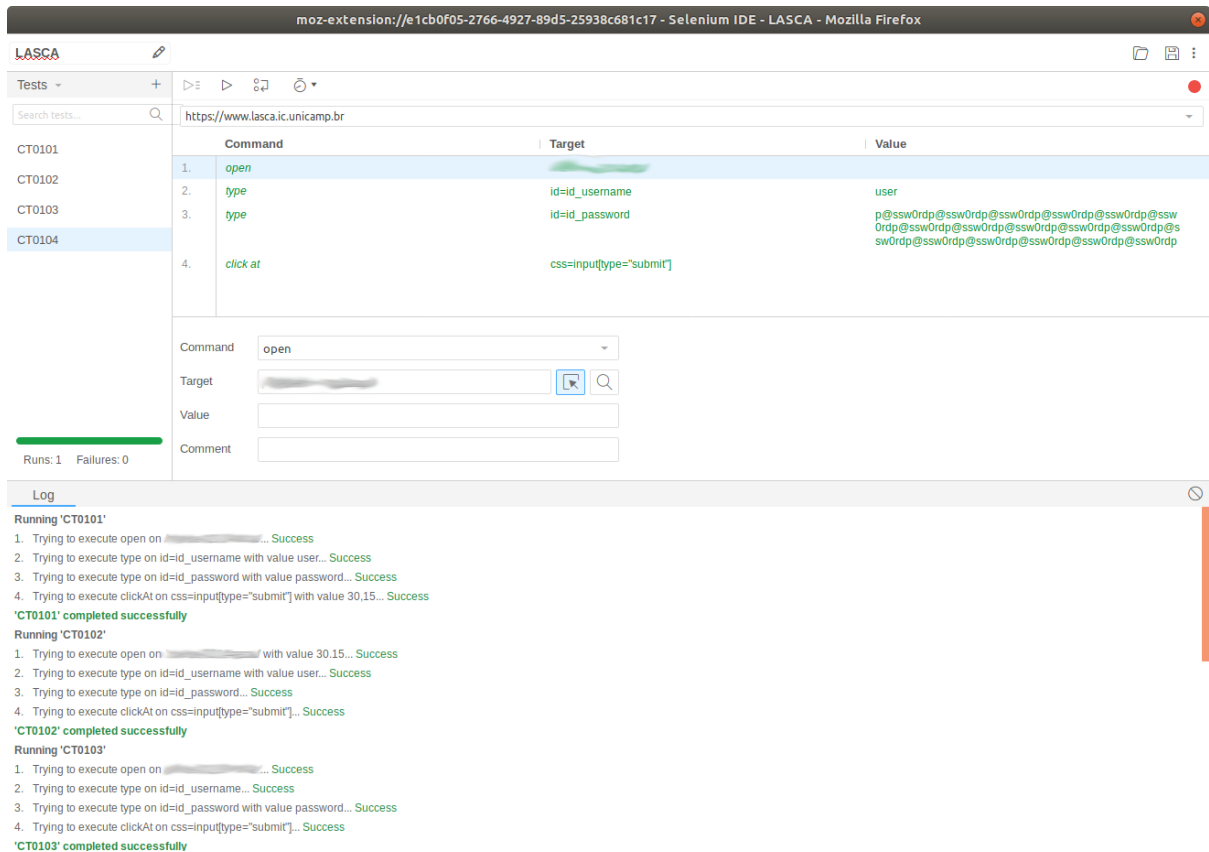 moz-extension://e1cb0f05-2766-4927-89d5-25938c681c17 - Selenium IDE - LASCA - Mozilla Firefox
LASCA
Tests
Search tests...
CT0101
CT0102
CT0103
CT0104
Runs: 1 Failures: 0
https://www.lasca.ic.unicamp.br
Command Target Value
1. open
2. type id=id_username user
3. type id=id_password p@ssw0rdp@ssw0rdp@ssw0rdp@ssw0rdp@ssw0rdp@ssw
0rdp@ssw0rdp@ssw0rdp@ssw0rdp@ssw0rdp@ssw0rdp@s
sw0rdp@ssw0rdp@ssw0rdp@ssw0rdp@ssw0rdp@ssw0rdp
4. click at css=input[type="submit"]
Command open
Target
Value
Comment
Log
Running 'CT0101'
1. Trying to execute open on ... Success
2. Trying to execute type on id=id_username with value user... Success
3. Trying to execute type on id=id_password with value password... Success
4. Trying to execute clickAt on css=input[type="submit"] with value 30,15... Success
'CT0101' completed successfully
Running 'CT0102'
1. Trying to execute open on with value 30.15... Success
2. Trying to execute type on id=id_username with value user... Success
3. Trying to execute type on id=id_password... Success
4. Trying to execute clickAt on css=input[type="submit"]... Success
'CT0102' completed successfully
Running 'CT0103'
1. Trying to execute open on ... Success
2. Trying to execute type on id=id_username... Success
3. Trying to execute type on id=id_password with value password... Success
4. Trying to execute clickAt on css=input[type="submit"]... Success
'CT0103' completed successfully